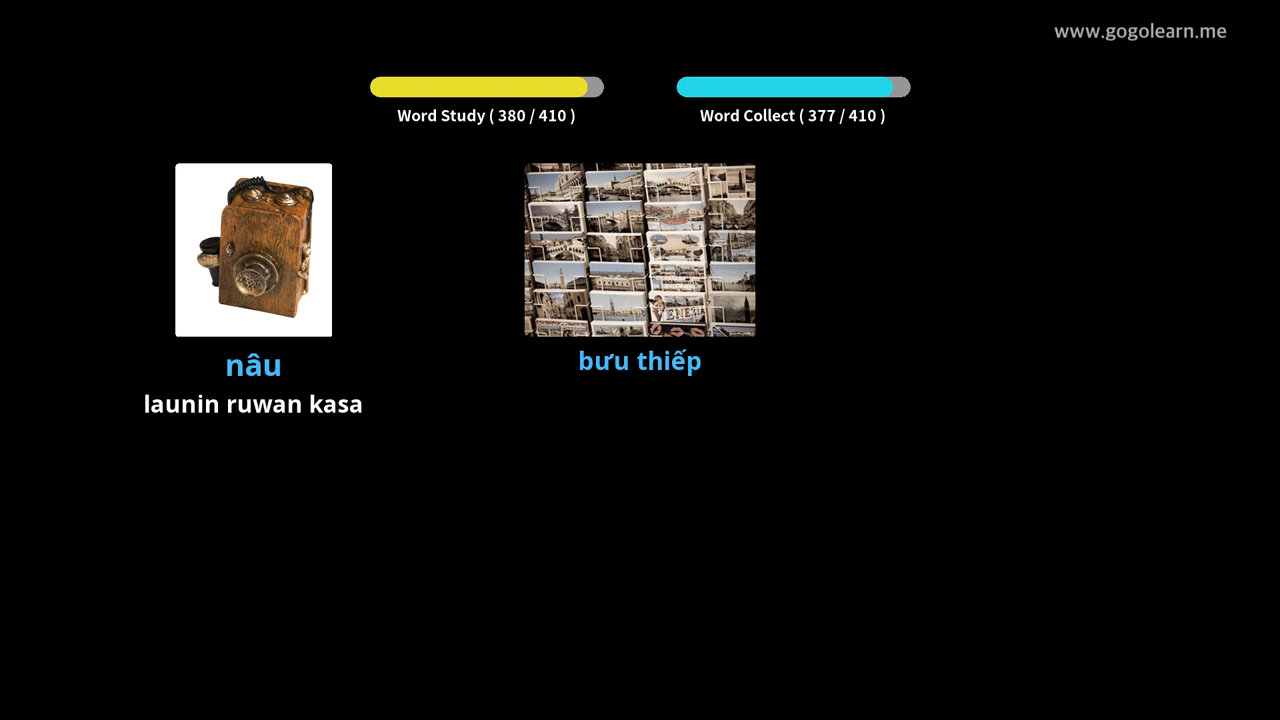 www.gogolearn.me
Word Study ( 380 / 410 )
Word Collect ( 377 / 410 )
nâu
launin ruwan kasa
bưu thiếp